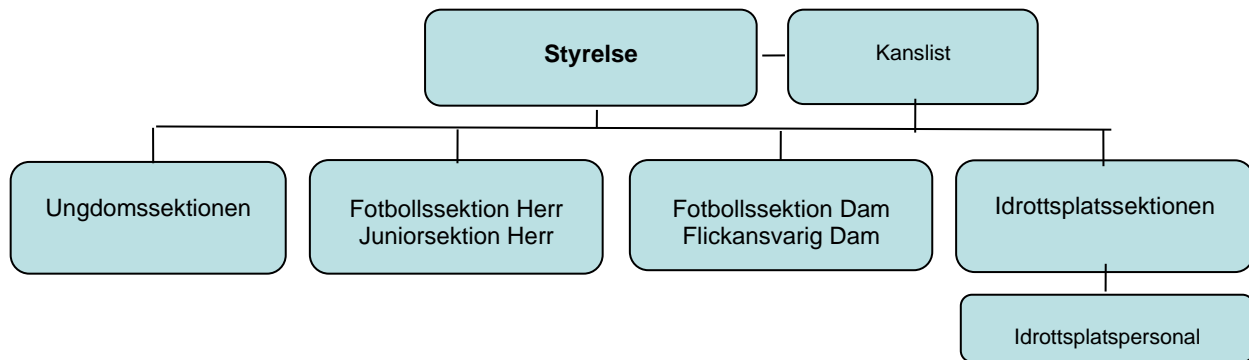 Styrelse
Kanslist
Ungdomssektionen
Fotbollssektion Herr
Juniorsektion Herr
Fotbollssektion Dam
Flickansvarig Dam
Idrottsplatssektionen
Idrottsplatspersonal